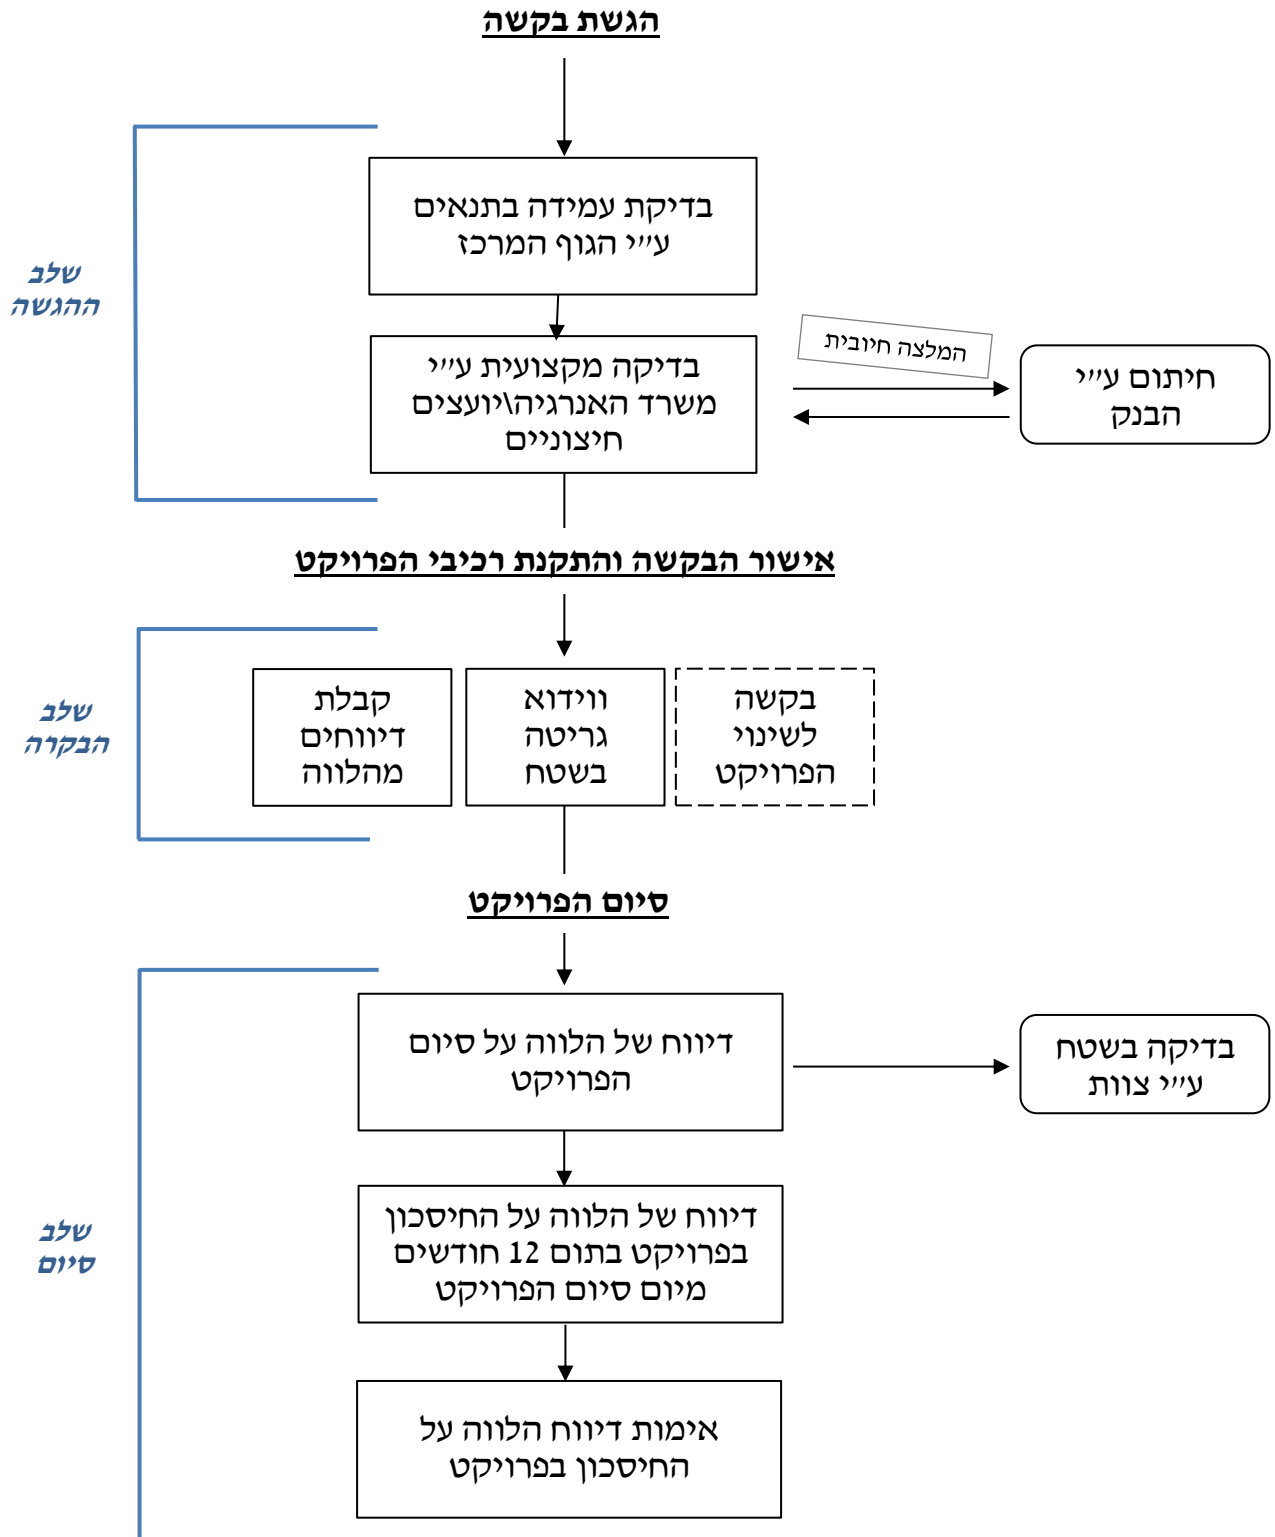 הגשת בקשה
שלב
ההגשה
בדיקת עמידה בתנאים
ע״י הגוף המרכז
בדיקה מקצועית ע״י
משרד האנרגיה\יועצים
חיצוניים
המלצה חיובית
חיתום ע״י
הבנק
אישור הבקשה והתקנת רכיבי הפרויקט
שלב
הבקרה
בקשה
לשינוי
הפרויקט
ווידוא
גריטה
בשטח
קבלת
דיווחים
מהלווה
סיום הפרויקט
שלב
סיום
דיווח של הלווה על סיום
הפרויקט
בדיקה בשטח
ע״י צוות
דיווח של הלווה על החיסכון
בפרויקט בתום 12 חודשים
מיום סיום הפרויקט
אימות דיווח הלווה על
החיסכון בפרויקט